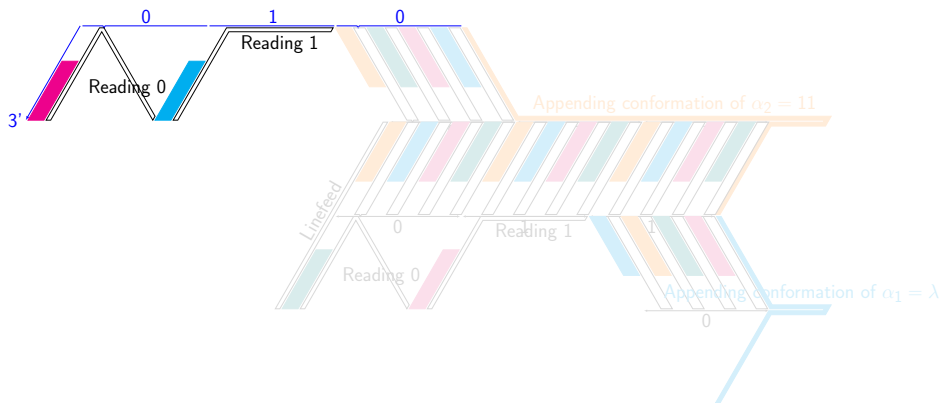 0 1 0
Reading 1
Reading 0
3'
Appending conformation of α₂ = 11
Linefeed
0 1 1
Reading 1
Reading 0
Appending conformation of α₁ = λ
0